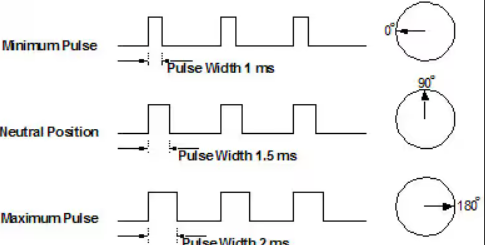 Minimum Pulse
0°
Pulse Width 1 ms
90°
Neutral Position
Pulse Width 1.5 ms
Maximum Pulse
180°
Pulse Width 2 ms